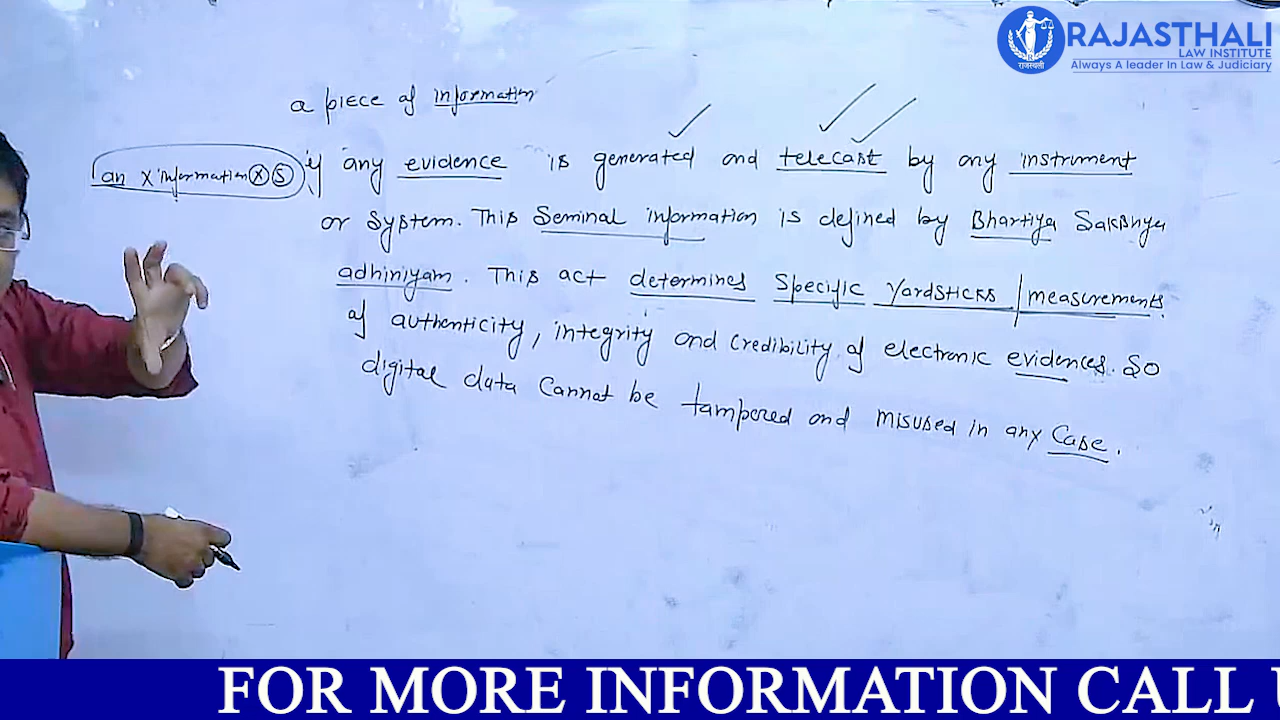 RAJASTHALI
LAW INSTITUTE
Always A leader In Law & Judiciary
राजस्थली
a piece of information
an X information Ⓧ Ⓢ
if any evidence is generated and telecast by any instrument
or system. This Seminal information is defined by Bhartiya Sakshya
adhiniyam. This act determines specific yardsticks / measurements.
of authenticity, integrity and credibility of electronic evidences. So
digital data cannot be tampered and misused in any case.
FOR MORE INFORMATION CALL